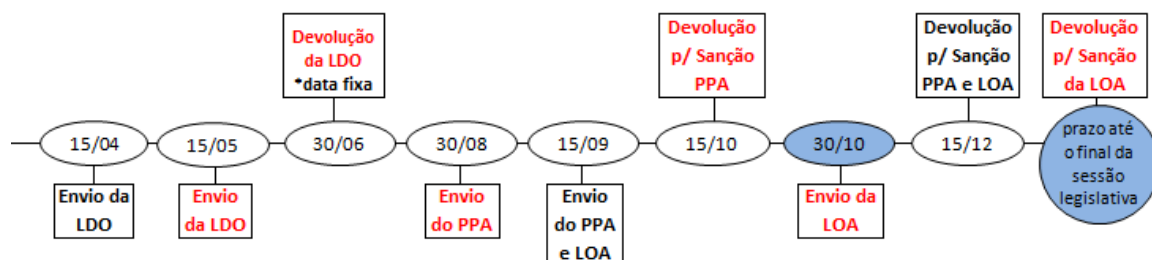 Devolução
da LDO
*data fixa
Devolução
p/ Sanção
PPA
Devolução
p/ Sanção
PPA e LOA
Devolução
p/ Sanção
da LOA
15/04
15/05
30/06
30/08
15/09
15/10
30/10
15/12
prazo até
o final da
sessão
legislativa
Envio da
LDO
Envio
da LDO
Envio
do PPA
Envio
do PPA
e LOA
Envio da
LOA